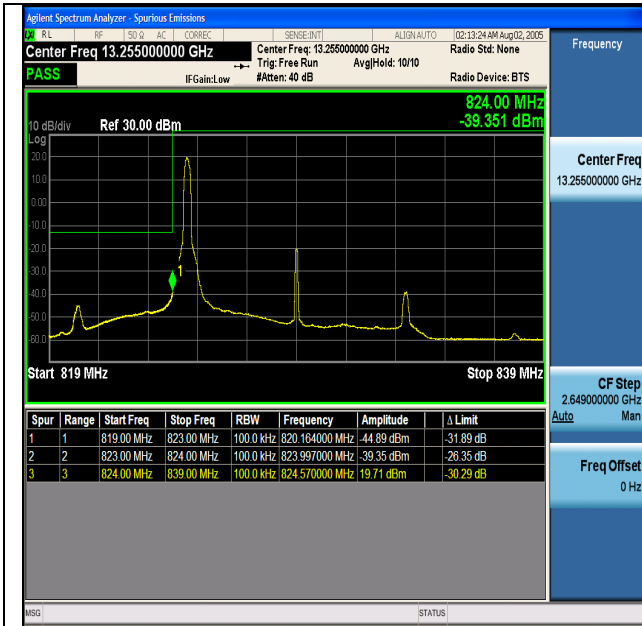 Agilent Spectrum Analyzer - Spurious Emissions
LXI RL RF 50 Ω AC CORREC SENSE:INT ALIGN AUTO 02:13:24 AM Aug 02, 2005
Center Freq 13.255000000 GHz
Center Freq: 13.255000000 GHz Radio Std: None
Trig: Free Run Avg|Hold: 10/10
PASS
IFGain:Low #Atten: 40 dB Radio Device: BTS
Frequency
824.00 MHz
-39.351 dBm
10 dB/div Ref 30.00 dBm
Log
20.0
10.0
0.00
-10.0
-20.0
-30.0
-40.0
-50.0
-60.0
1
Start 819 MHz Stop 839 MHz
Center Freq
13.255000000 GHz
CF Step
2.649000000 GHz
Auto Man
Freq Offset
0 Hz
Spur Range Start Freq Stop Freq RBW Frequency Amplitude Δ Limit
1 1 819.00 MHz 823.00 MHz 100.0 kHz 820.164000 MHz -44.89 dBm -31.89 dB
2 2 823.00 MHz 824.00 MHz 100.0 kHz 823.997000 MHz -39.35 dBm -26.35 dB
3 3 824.00 MHz 839.00 MHz 100.0 kHz 824.570000 MHz 19.71 dBm -30.29 dB
MSG STATUS